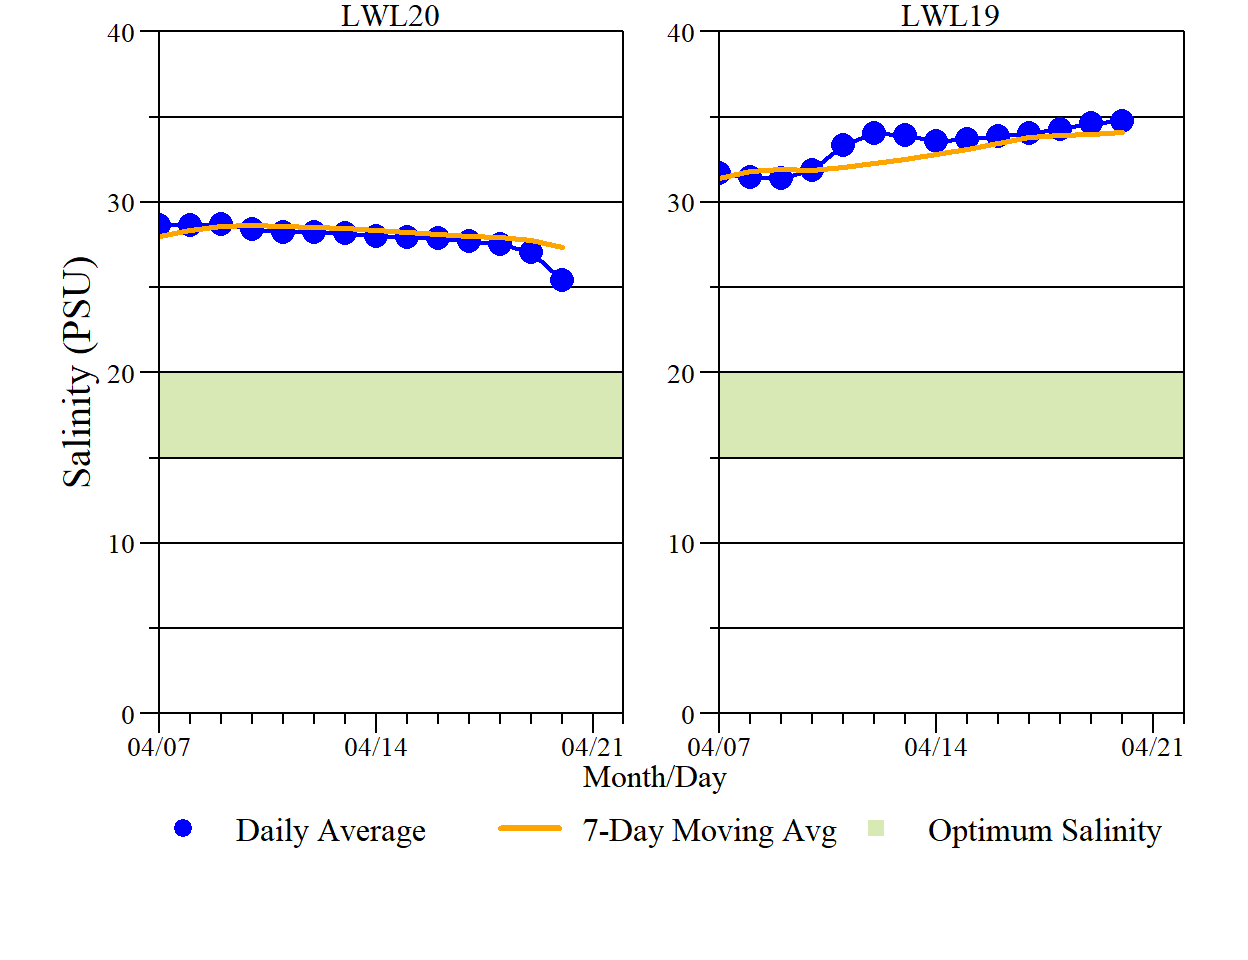 LWL20
LWL19
40
30
20
10
0
40
30
20
10
0
Salinity (PSU)
04/07
04/14
04/21
04/07
04/14
04/21
Month/Day
Daily Average
7-Day Moving Avg
Optimum Salinity